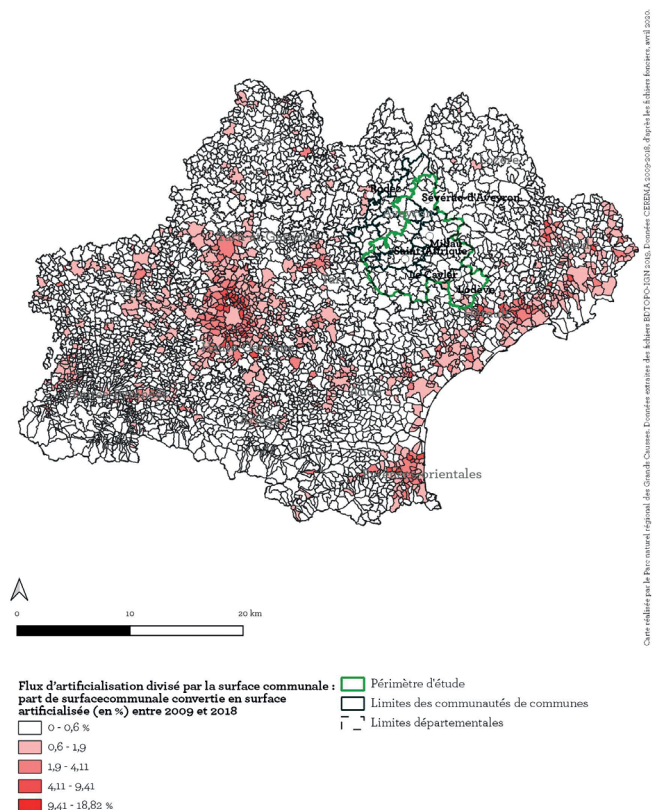 Rodez
Sévérac-d'Aveyron
Millau
Saint-Affrique
Le Caylar
Lodève
orientales
Carte réalisée par le Parc naturel régional des Grands Causses. Données extraites des fichiers BDTOPO-IGN 2019. Données CEREMA 2009-2018, d'après les fichiers fonciers, avril 2020.
0 10 20 km
Flux d'artificialisation divisé par la surface communale :
part de surfacecommunale convertie en surface
artificialisée (en %) entre 2009 et 2018
0 - 0,6 %
0,6 - 1,9
1,9 - 4,11
4,11 - 9,41
9,41 - 18,82 %
Périmètre d'étude
Limites des communautés de communes
Limites départementales